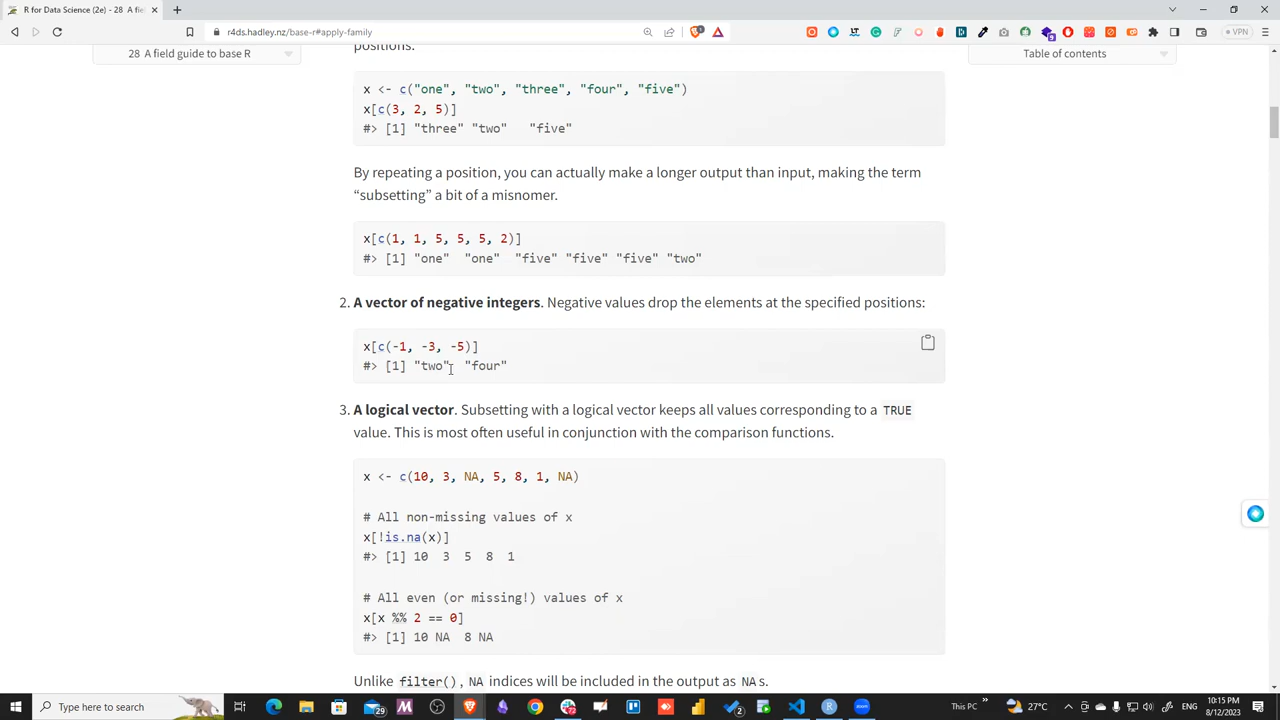 R for Data Science (2e) - 28 A fiel
r4ds.hadley.nz/base-r#apply-family
VPN
28 A field guide to base R
Table of contents
positions.
x <- c("one", "two", "three", "four", "five")
x[c(3, 2, 5)]
#> [1] "three" "two"   "five"
By repeating a position, you can actually make a longer output than input, making the term
“subsetting” a bit of a misnomer.
x[c(1, 1, 5, 5, 5, 2)]
#> [1] "one"  "one"  "five" "five" "five" "two"
2. A vector of negative integers. Negative values drop the elements at the specified positions:
x[c(-1, -3, -5)]
#> [1] "two"  "four"
3. A logical vector. Subsetting with a logical vector keeps all values corresponding to a TRUE
value. This is most often useful in conjunction with the comparison functions.
x <- c(10, 3, NA, 5, 8, 1, NA)
# All non-missing values of x
x[!is.na(x)]
#> [1] 10  3  5  8  1
# All even (or missing!) values of x
x[x %% 2 == 0]
#> [1] 10 NA  8 NA
Unlike filter(), NA indices will be included in the output as NAs.
Type here to search
29
2
This PC
27°C
10:15 PM
8/12/2023